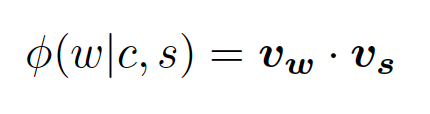 ϕ(w|c, s) = 𝒗_𝒘 · 𝒗_𝒔